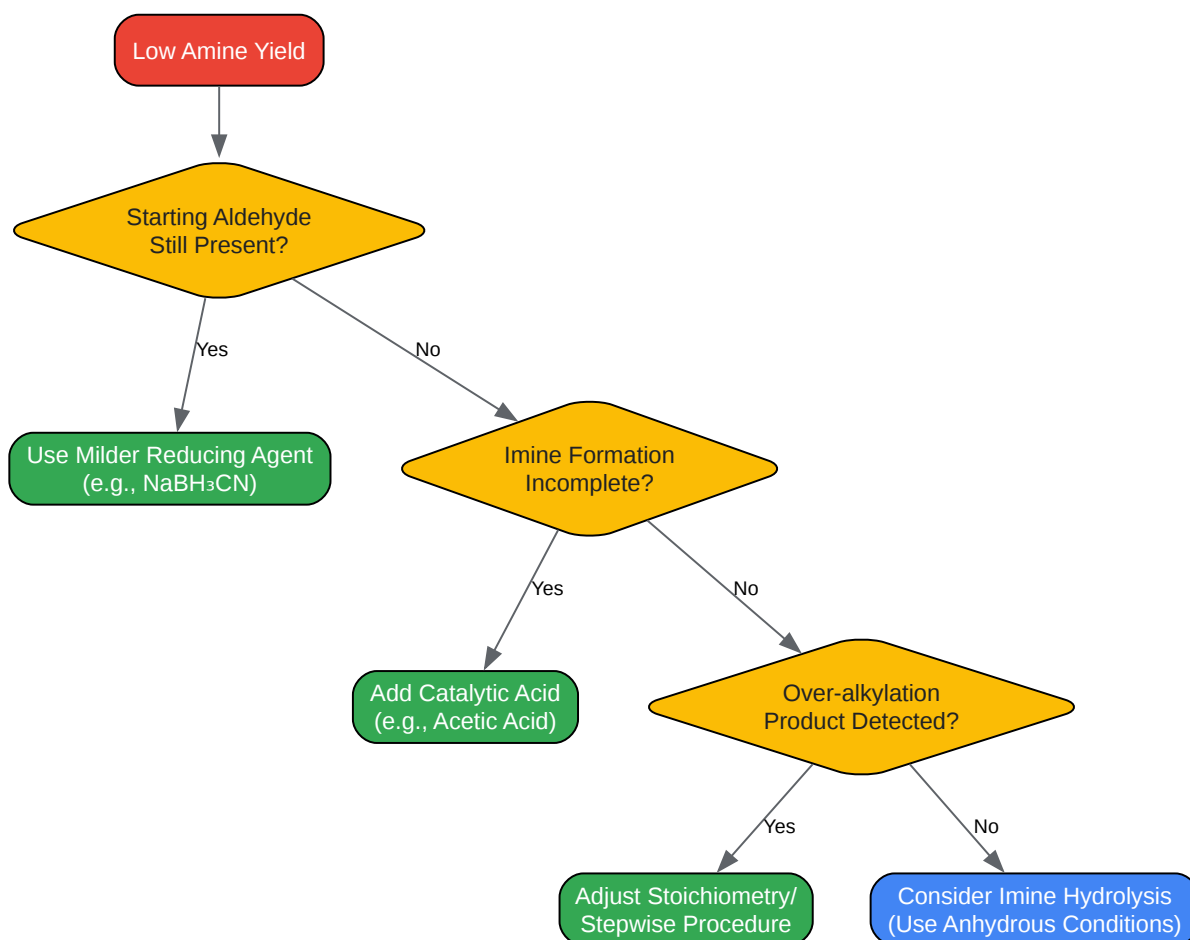 Low Amine Yield
Starting Aldehyde
Still Present?
Yes
No
Use Milder Reducing Agent
(e.g., NaBH₃CN)
Imine Formation
Incomplete?
Yes
No
Add Catalytic Acid
(e.g., Acetic Acid)
Over-alkylation
Product Detected?
Yes
No
Adjust Stoichiometry/
Stepwise Procedure
Consider Imine Hydrolysis
(Use Anhydrous Conditions)